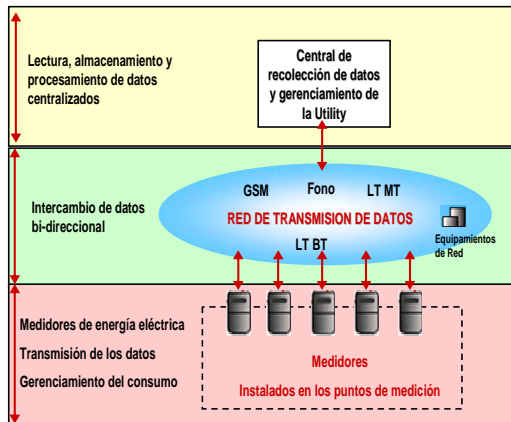 Lectura, almacenamiento y
procesamiento de datos
centralizados
Central de
recolección de datos
y gerenciamiento de
la Utility
Intercambio de datos
bi-direccional
GSM
Fono
LT MT
RED DE TRANSMISION DE DATOS
LT BT
Equipamientos
de Red
Medidores de energía eléctrica
Transmisión de los datos
Gerenciamiento del consumo
Medidores
Instalados en los puntos de medición